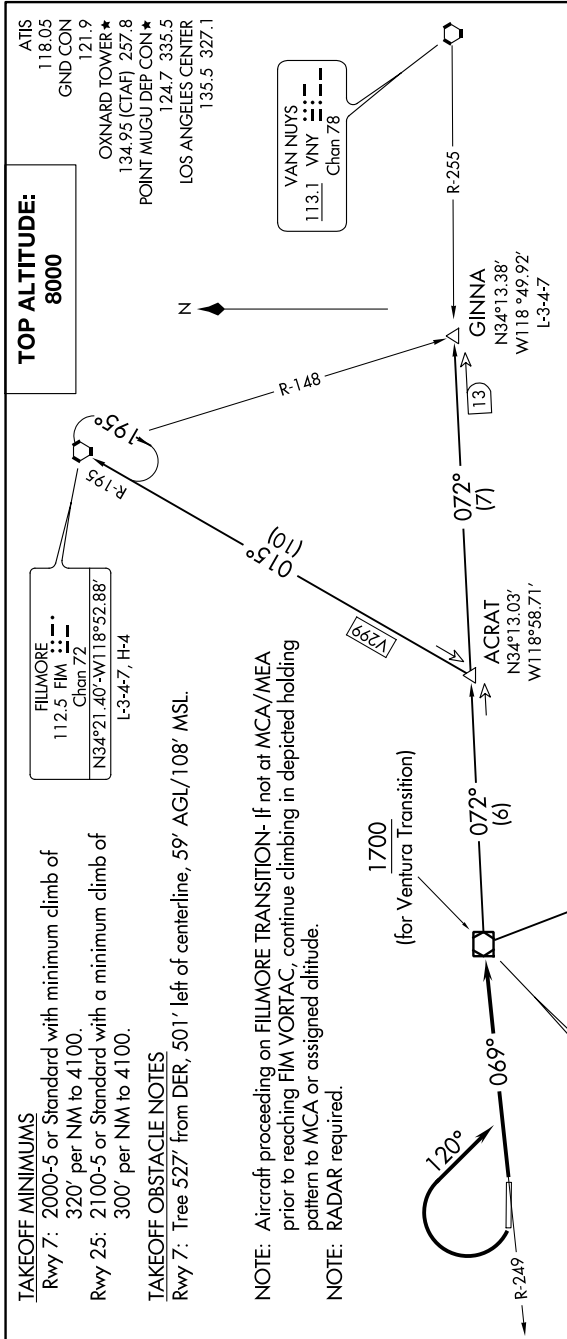 TAKEOFF MINIMUMS
Rwy 7: 2000-5 or Standard with minimum climb of
320' per NM to 4100.
Rwy 25: 2100-5 or Standard with a minimum climb of
300' per NM to 4100.
TAKEOFF OBSTACLE NOTES
Rwy 7: Tree 527' from DER, 501' left of centerline, 59' AGL/108' MSL.
NOTE: Aircraft proceeding on FILLMORE TRANSITION- If not at MCA/MEA
prior to reaching FIM VORTAC, continue climbing in depicted holding
pattern to MCA or assigned altitude.
NOTE: RADAR required.
TOP ALTITUDE:
8000
ATIS
118.05
GND CON
121.9
OXNARD TOWER★
134.95 (CTAF) 257.8
POINT MUGU DEP CON★
124.7 335.5
LOS ANGELES CENTER
135.5 327.1
FILLMORE
112.5 FIM
Chan 72
N34°21.40'-W118°52.88'
L-3-4-7, H-4
195°
R-195
R-148
015°
(10)
V299
N
VAN NUYS
113.1 VNY
Chan 78
R-255
GINNA
N34°13.38'
W118°49.92'
L-3-4-7
13
072°
(7)
ACRAT
N34°13.03'
W118°58.71'
072°
(6)
1700
(for Ventura Transition)
069°
120°
R-249